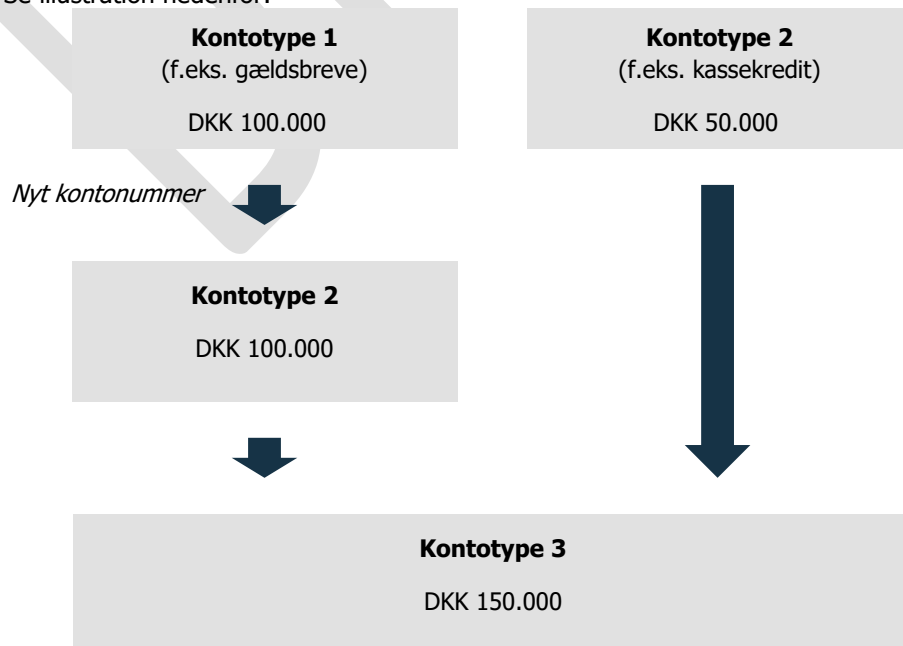 Se illustration nedenfor:
Kontotype 1
(f.eks. gældsbreve)
DKK 100.000
Kontotype 2
(f.eks. kassekredit)
DKK 50.000
Nyt kontonummer
Kontotype 2
DKK 100.000
Kontotype 3
DKK 150.000